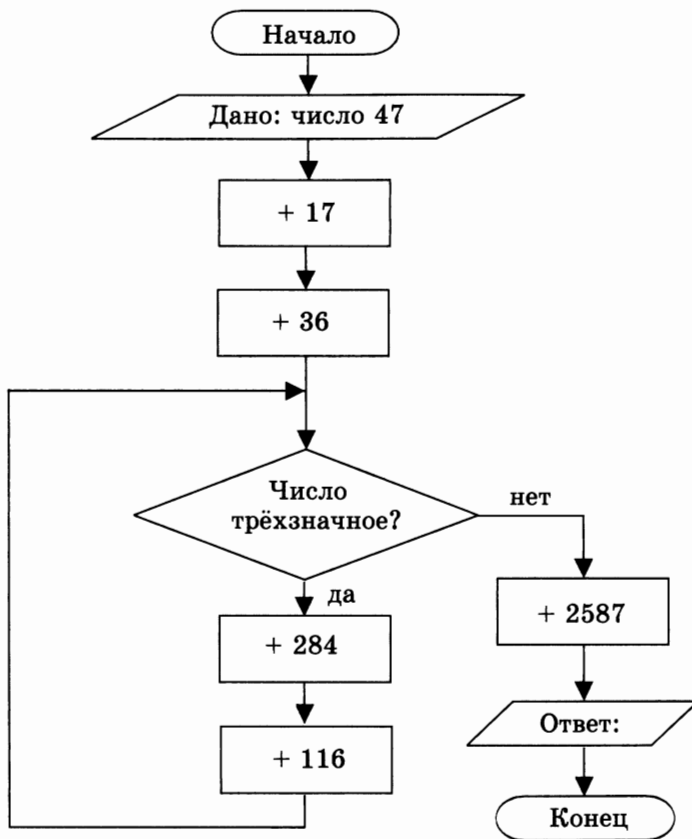 Начало
Дано: число 47
+ 17
+ 36
Число
трёхзначное?
нет
да
+ 284
+ 2587
+ 116
Ответ:
Конец